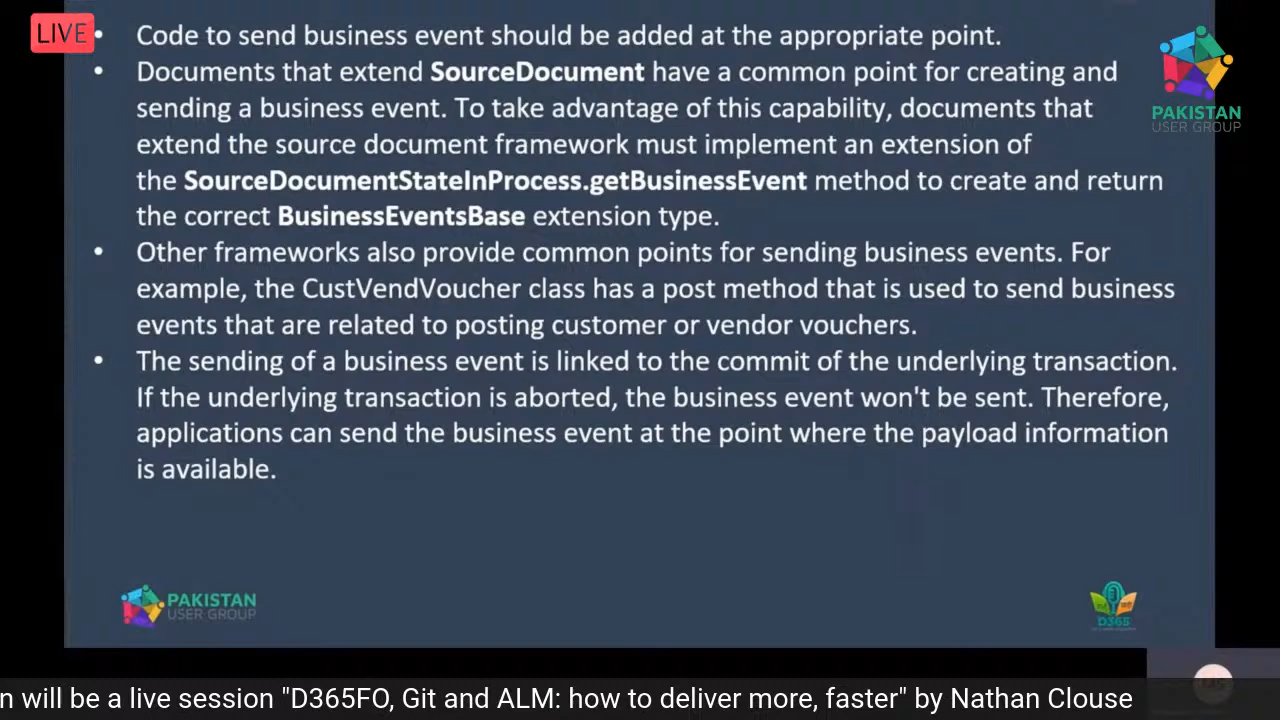 LIVE
• Code to send business event should be added at the appropriate point.
• Documents that extend SourceDocument have a common point for creating and
sending a business event. To take advantage of this capability, documents that
extend the source document framework must implement an extension of
the SourceDocumentStateInProcess.getBusinessEvent method to create and return
the correct BusinessEventsBase extension type.
• Other frameworks also provide common points for sending business events. For
example, the CustVendVoucher class has a post method that is used to send business
events that are related to posting customer or vendor vouchers.
• The sending of a business event is linked to the commit of the underlying transaction.
If the underlying transaction is aborted, the business event won't be sent. Therefore,
applications can send the business event at the point where the payload information
is available.
PAKISTAN
USER GROUP
PAKISTAN
USER GROUP
D365
n will be a live session "D365FO, Git and ALM: how to deliver more, faster" by Nathan Clouse